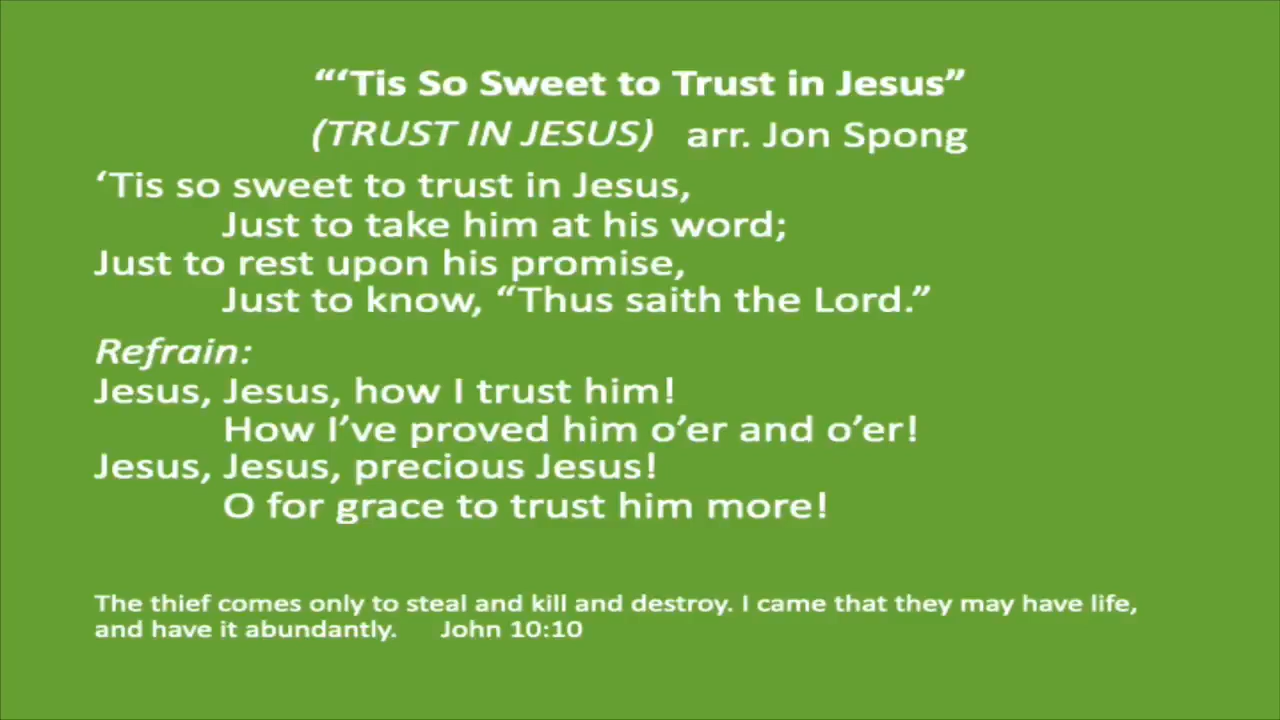 “‘Tis So Sweet to Trust in Jesus”
(TRUST IN JESUS) arr. Jon Spong
‘Tis so sweet to trust in Jesus,
Just to take him at his word;
Just to rest upon his promise,
Just to know, “Thus saith the Lord.”
Refrain:
Jesus, Jesus, how I trust him!
How I’ve proved him o’er and o’er!
Jesus, Jesus, precious Jesus!
O for grace to trust him more!
The thief comes only to steal and kill and destroy. I came that they may have life,
and have it abundantly. John 10:10